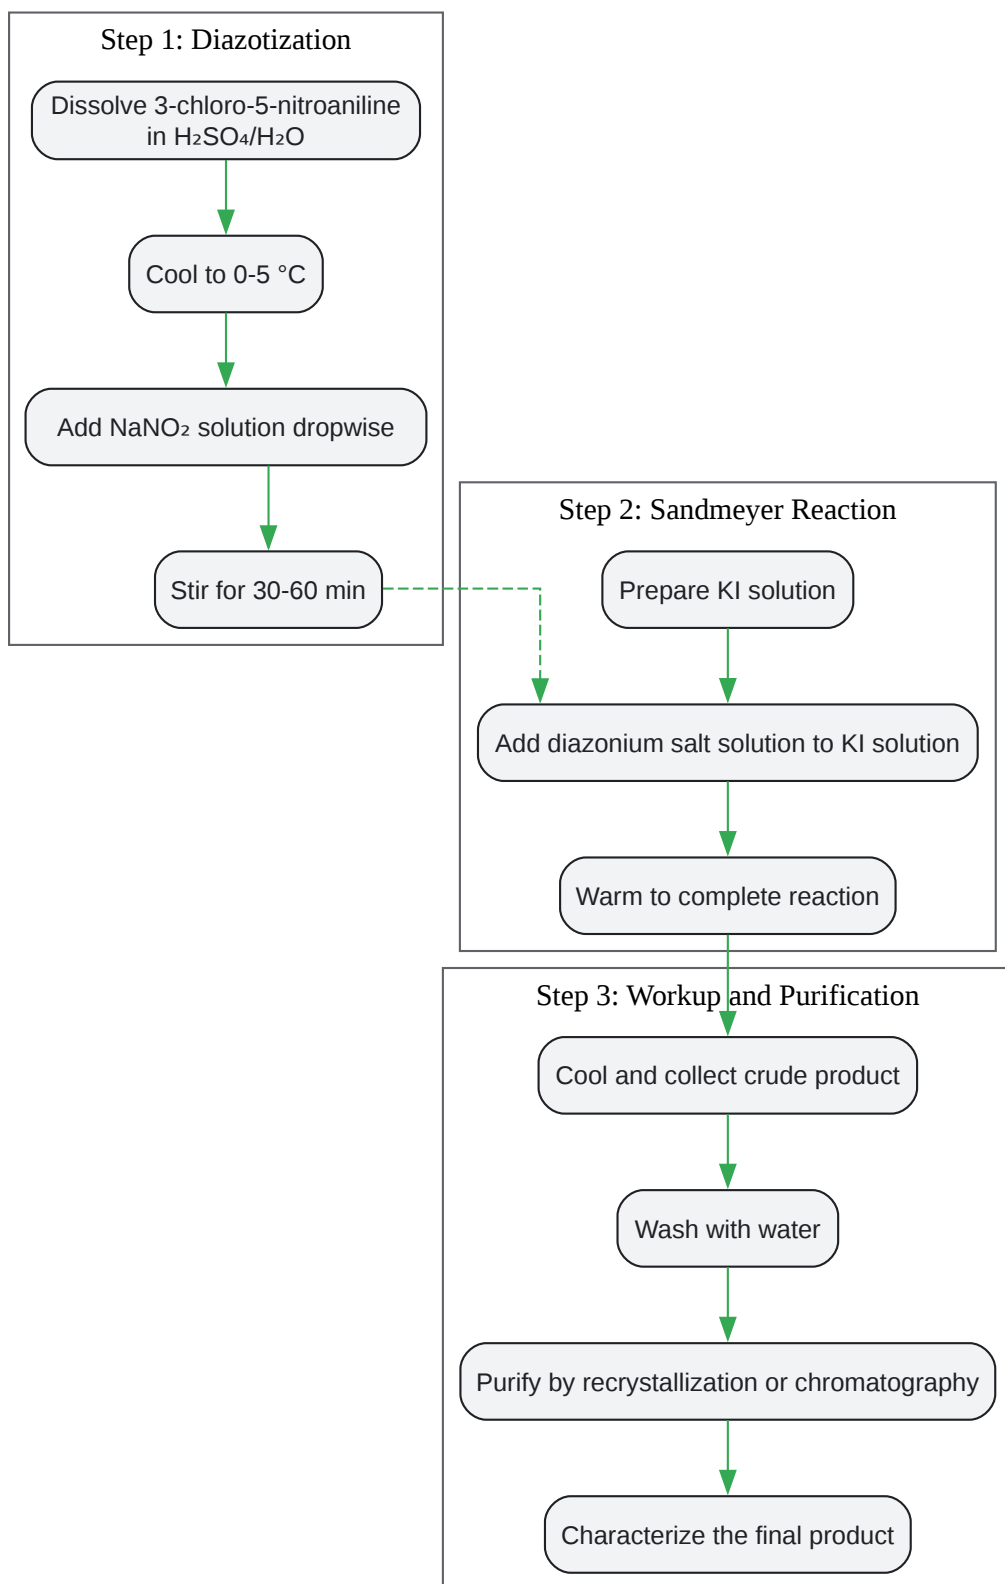 Step 1: Diazotization
Dissolve 3-chloro-5-nitroaniline
in H₂SO₄/H₂O
Cool to 0-5 °C
Add NaNO₂ solution dropwise
Stir for 30-60 min
Step 2: Sandmeyer Reaction
Prepare KI solution
Add diazonium salt solution to KI solution
Warm to complete reaction
Step 3: Workup and Purification
Cool and collect crude product
Wash with water
Purify by recrystallization or chromatography
Characterize the final product